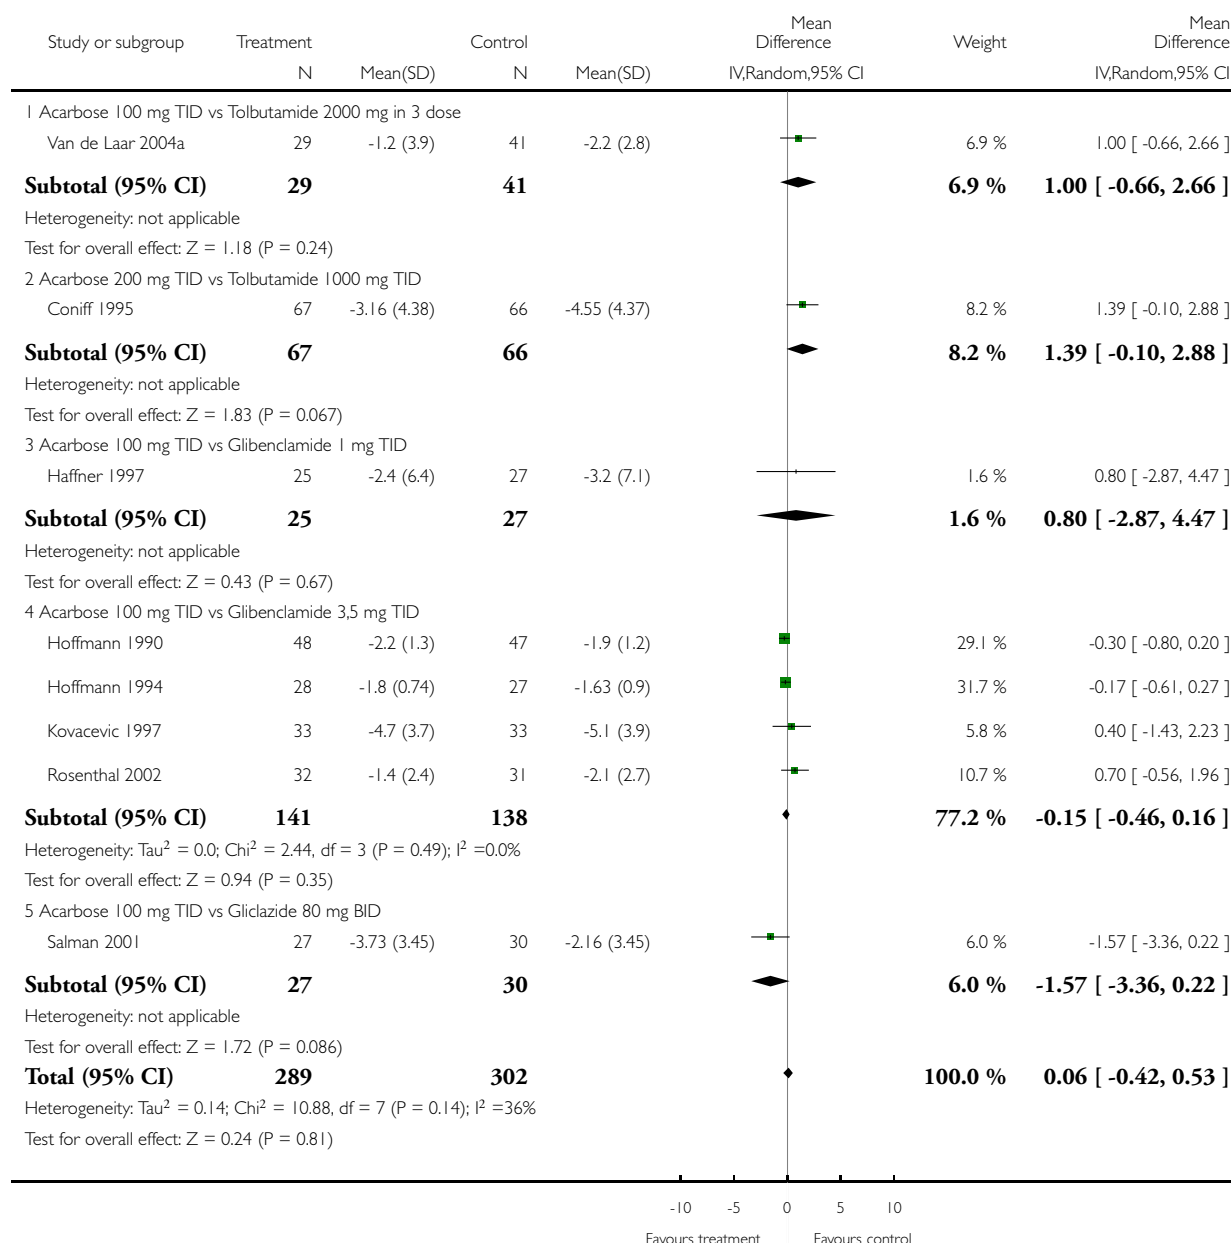 Mean Mean
Study or subgroup Treatment Control Difference Weight Difference
N Mean(SD) N Mean(SD) IV,Random,95% CI IV,Random,95% CI
1 Acarbose 100 mg TID vs Tolbutamide 2000 mg in 3 dose
Van de Laar 2004a 29 -1.2 (3.9) 41 -2.2 (2.8) 6.9 % 1.00 [ -0.66, 2.66 ]
Subtotal (95% CI) 29 41 6.9 % 1.00 [ -0.66, 2.66 ]
Heterogeneity: not applicable
Test for overall effect: Z = 1.18 (P = 0.24)
2 Acarbose 200 mg TID vs Tolbutamide 1000 mg TID
Coniff 1995 67 -3.16 (4.38) 66 -4.55 (4.37) 8.2 % 1.39 [ -0.10, 2.88 ]
Subtotal (95% CI) 67 66 8.2 % 1.39 [ -0.10, 2.88 ]
Heterogeneity: not applicable
Test for overall effect: Z = 1.83 (P = 0.067)
3 Acarbose 100 mg TID vs Glibenclamide 1 mg TID
Haffner 1997 25 -2.4 (6.4) 27 -3.2 (7.1) 1.6 % 0.80 [ -2.87, 4.47 ]
Subtotal (95% CI) 25 27 1.6 % 0.80 [ -2.87, 4.47 ]
Heterogeneity: not applicable
Test for overall effect: Z = 0.43 (P = 0.67)
4 Acarbose 100 mg TID vs Glibenclamide 3,5 mg TID
Hoffmann 1990 48 -2.2 (1.3) 47 -1.9 (1.2) 29.1 % -0.30 [ -0.80, 0.20 ]
Hoffmann 1994 28 -1.8 (0.74) 27 -1.63 (0.9) 31.7 % -0.17 [ -0.61, 0.27 ]
Kovacevic 1997 33 -4.7 (3.7) 33 -5.1 (3.9) 5.8 % 0.40 [ -1.43, 2.23 ]
Rosenthal 2002 32 -1.4 (2.4) 31 -2.1 (2.7) 10.7 % 0.70 [ -0.56, 1.96 ]
Subtotal (95% CI) 141 138 77.2 % -0.15 [ -0.46, 0.16 ]
Heterogeneity: Tau² = 0.0; Chi² = 2.44, df = 3 (P = 0.49); I² =0.0%
Test for overall effect: Z = 0.94 (P = 0.35)
5 Acarbose 100 mg TID vs Gliclazide 80 mg BID
Salman 2001 27 -3.73 (3.45) 30 -2.16 (3.45) 6.0 % -1.57 [ -3.36, 0.22 ]
Subtotal (95% CI) 27 30 6.0 % -1.57 [ -3.36, 0.22 ]
Heterogeneity: not applicable
Test for overall effect: Z = 1.72 (P = 0.086)
Total (95% CI) 289 302 100.0 % 0.06 [ -0.42, 0.53 ]
Heterogeneity: Tau² = 0.14; Chi² = 10.88, df = 7 (P = 0.14); I² =36%
Test for overall effect: Z = 0.24 (P = 0.81)
-10 -5 0 5 10
Favours treatment Favours control